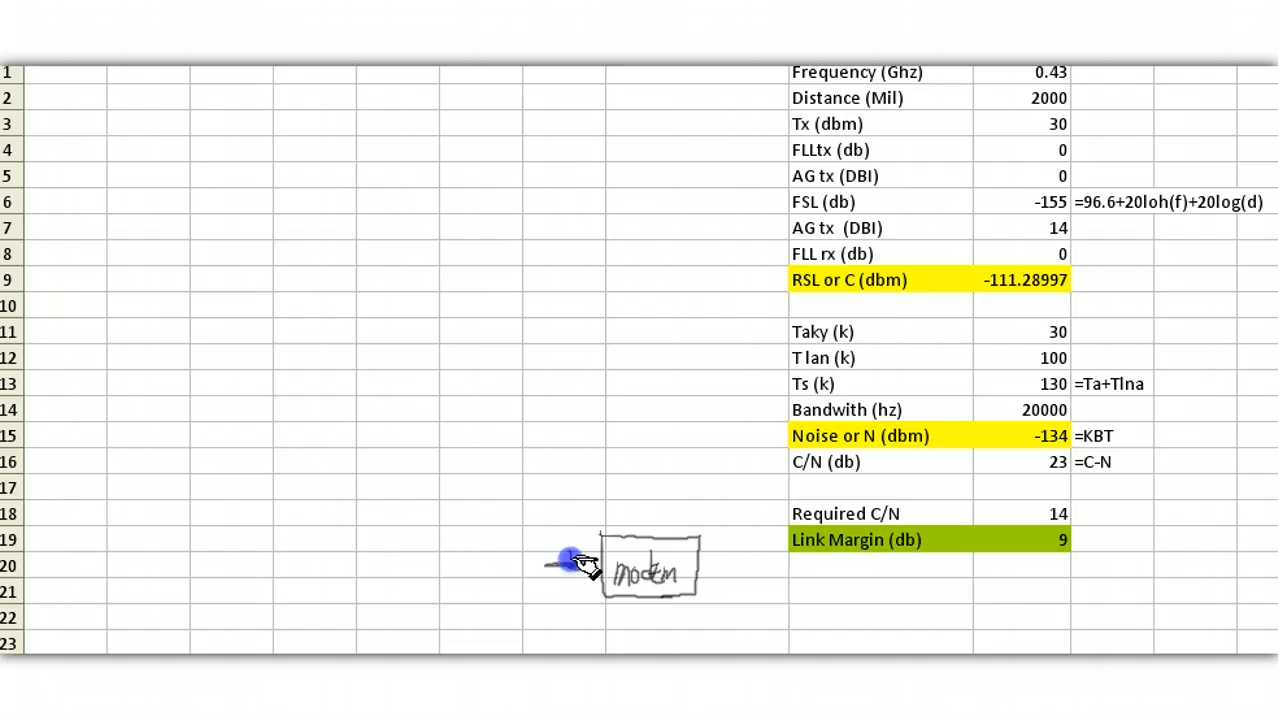 1 Frequency (Ghz) 0.43
2 Distance (Mil) 2000
3 Tx (dbm) 30
4 FLLtx (db) 0
5 AG tx (DBI) 0
6 FSL (db) -155 =96.6+20loh(f)+20log(d)
7 AG tx (DBI) 14
8 FLL rx (db) 0
9 RSL or C (dbm) -111.28997
10
11 Taky (k) 30
12 T lan (k) 100
13 Ts (k) 130 =Ta+Tlna
14 Bandwith (hz) 20000
15 Noise or N (dbm) -134 =KBT
16 C/N (db) 23 =C-N
17
18 Required C/N 14
19 Link Margin (db) 9
20 modem
21
22
23